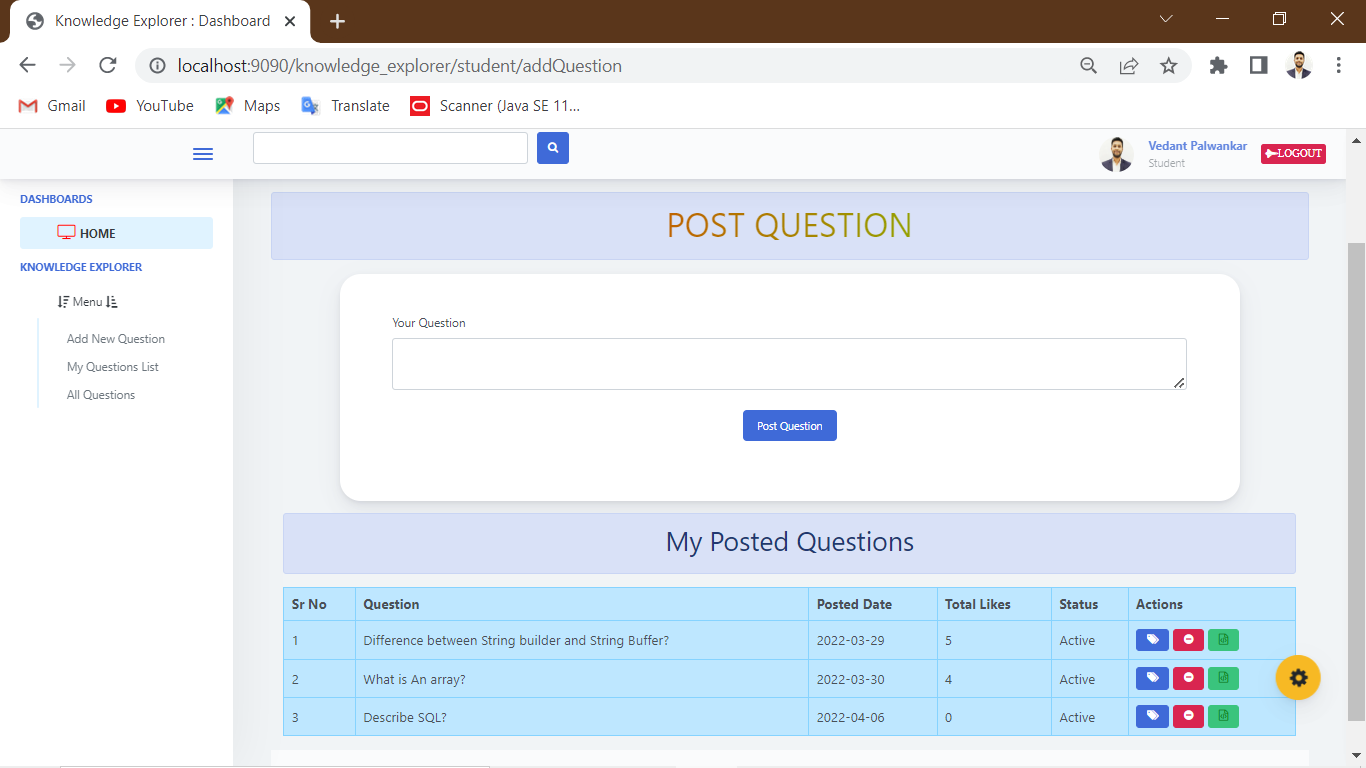 Knowledge Explorer : Dashboard
localhost:9090/knowledge_explorer/student/addQuestion
Gmail YouTube Maps Translate Scanner (Java SE 11...
Vedant Palwankar
Student
LOGOUT
DASHBOARDS
HOME
KNOWLEDGE EXPLORER
Menu
Add New Question
My Questions List
All Questions
POST QUESTION
Your Question
Post Question
My Posted Questions
Sr No Question Posted Date Total Likes Status Actions
1 Difference between String builder and String Buffer? 2022-03-29 5 Active
2 What is An array? 2022-03-30 4 Active
3 Describe SQL? 2022-04-06 0 Active